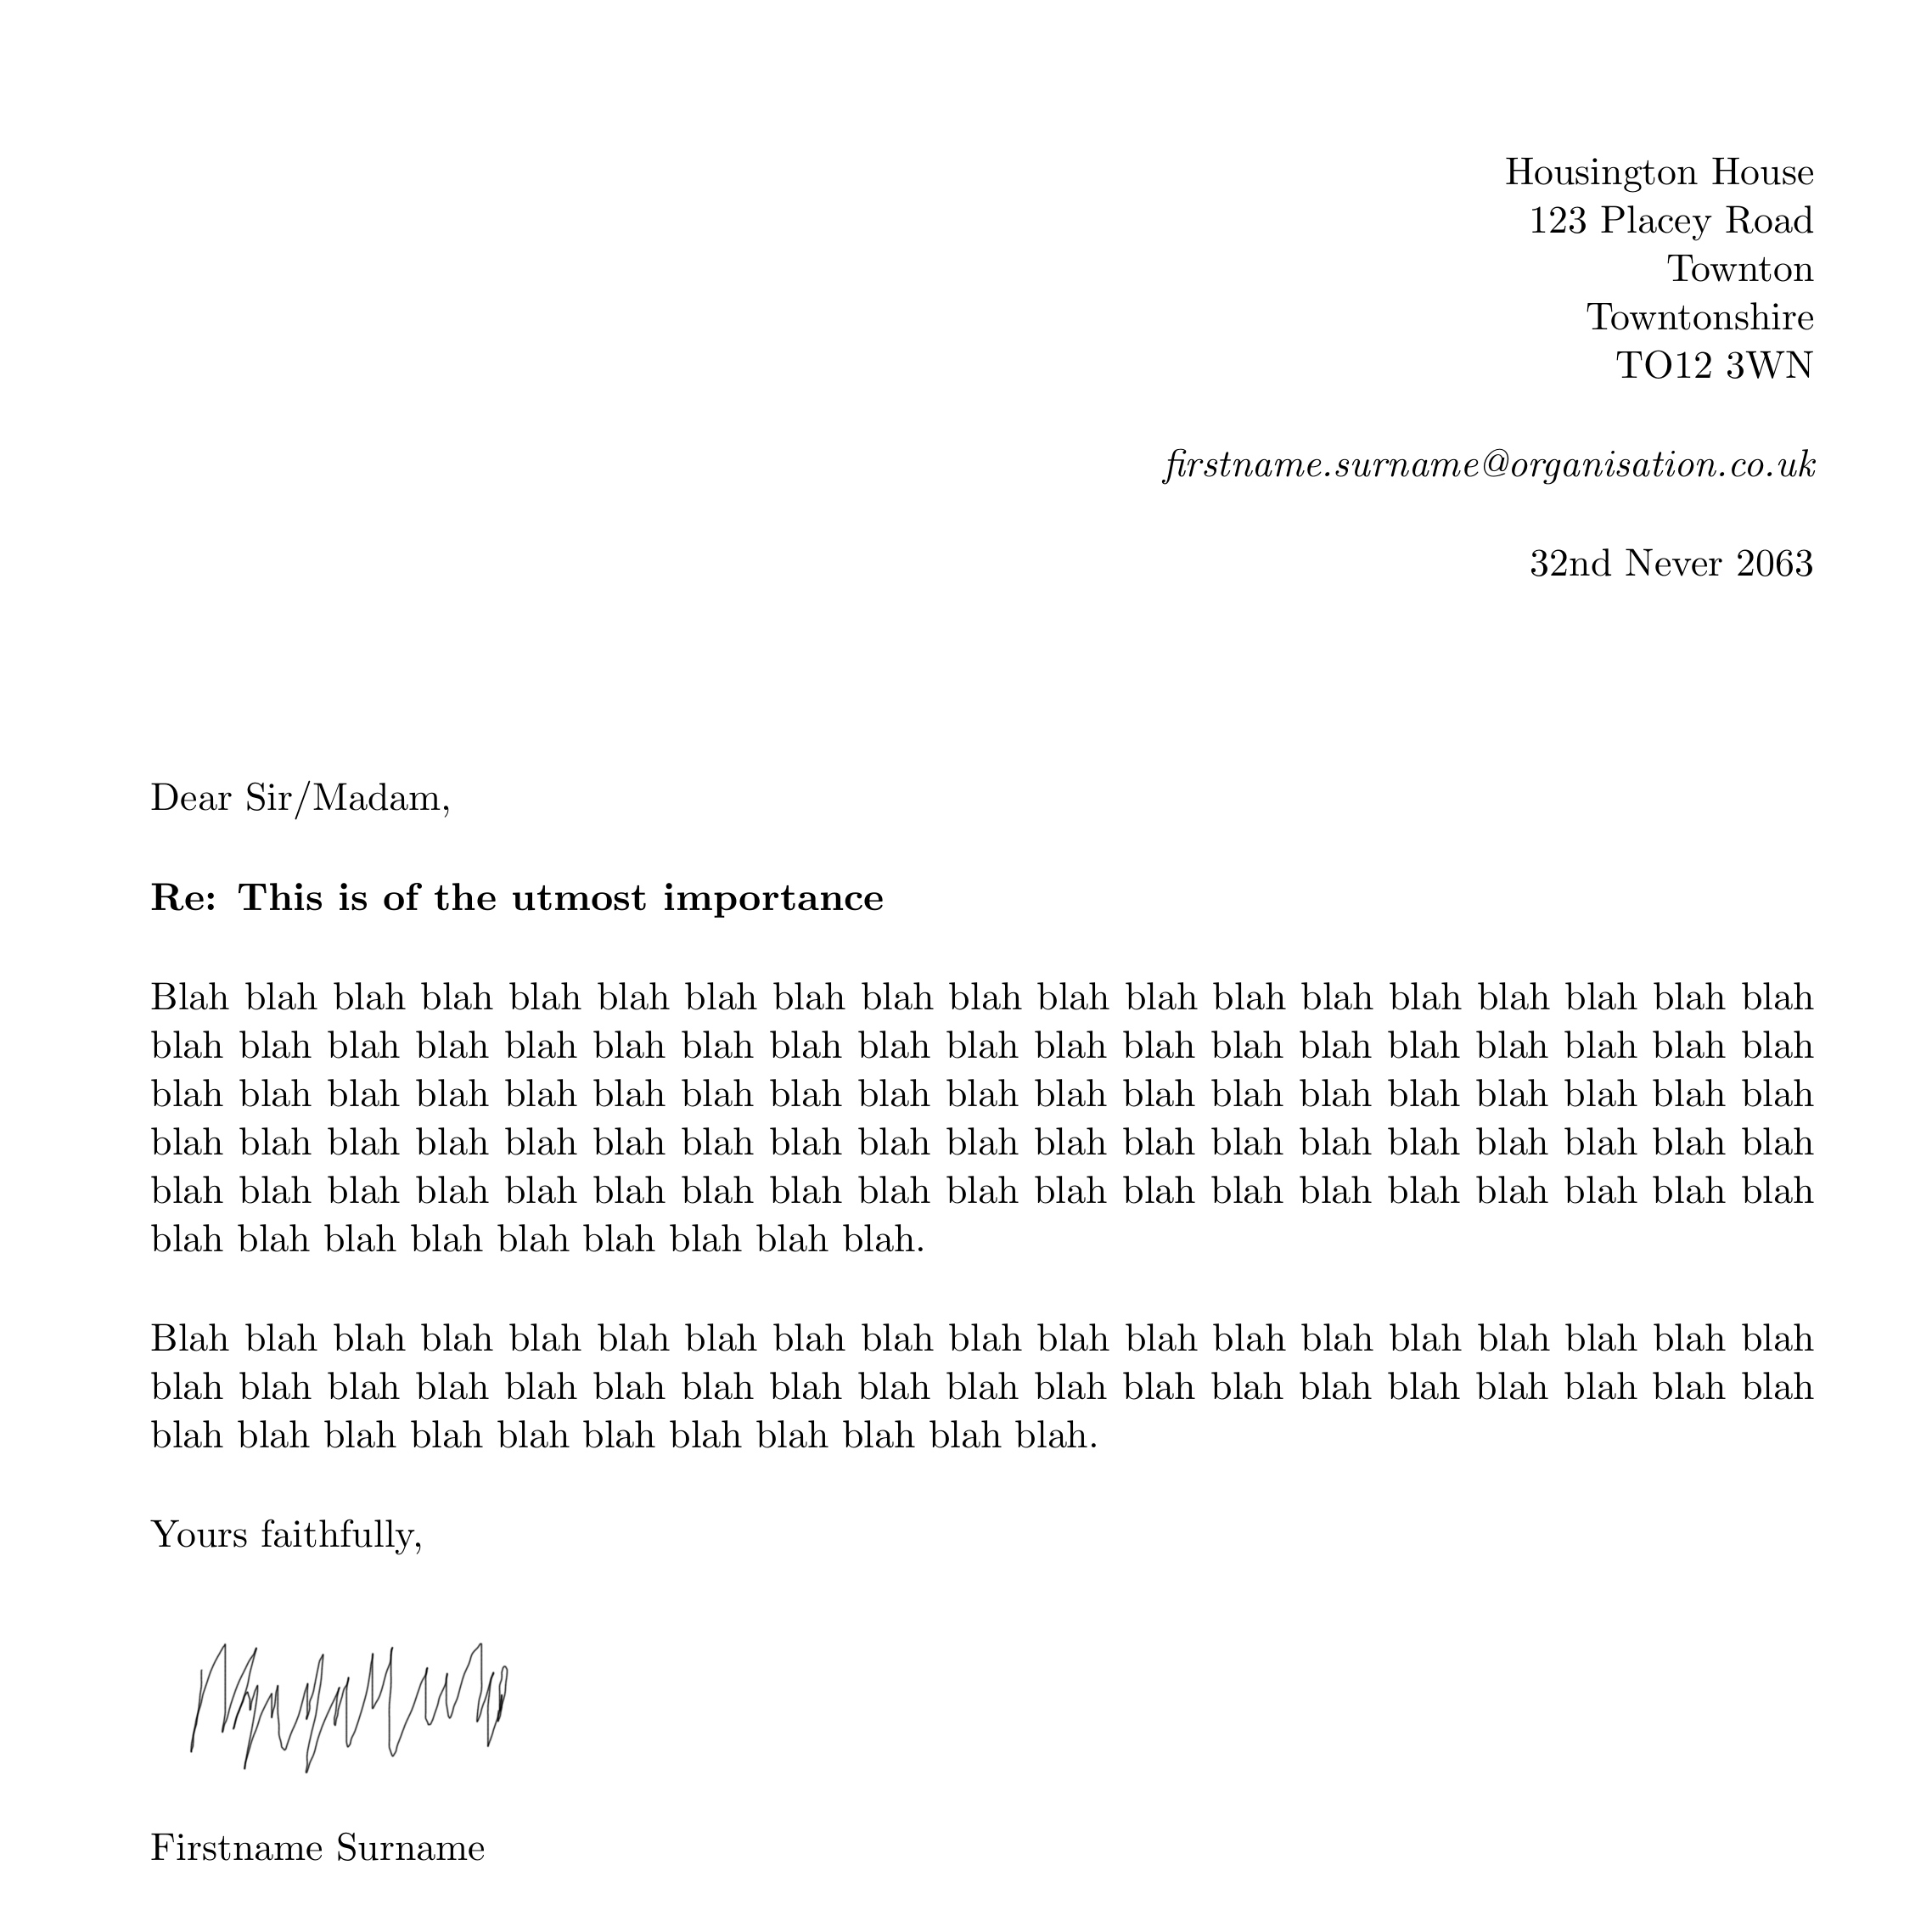 Housington House
123 Placey Road
Townton
Towntonshire
TO12 3WN
firstname.surname@organisation.co.uk
32nd Never 2063
Dear Sir/Madam,
Re: This is of the utmost importance
Blah blah blah blah blah blah blah blah blah blah blah blah blah blah blah blah blah blah blah
blah blah blah blah blah blah blah blah blah blah blah blah blah blah blah blah blah blah blah
blah blah blah blah blah blah blah blah blah blah blah blah blah blah blah blah blah blah blah
blah blah blah blah blah blah blah blah blah blah blah blah blah blah blah blah blah blah blah
blah blah blah blah blah blah blah blah blah blah blah blah blah blah blah blah blah blah blah
blah blah blah blah blah blah blah blah blah.
Blah blah blah blah blah blah blah blah blah blah blah blah blah blah blah blah blah blah blah
blah blah blah blah blah blah blah blah blah blah blah blah blah blah blah blah blah blah blah
blah blah blah blah blah blah blah blah blah blah blah.
Yours faithfully,
Firstname Surname